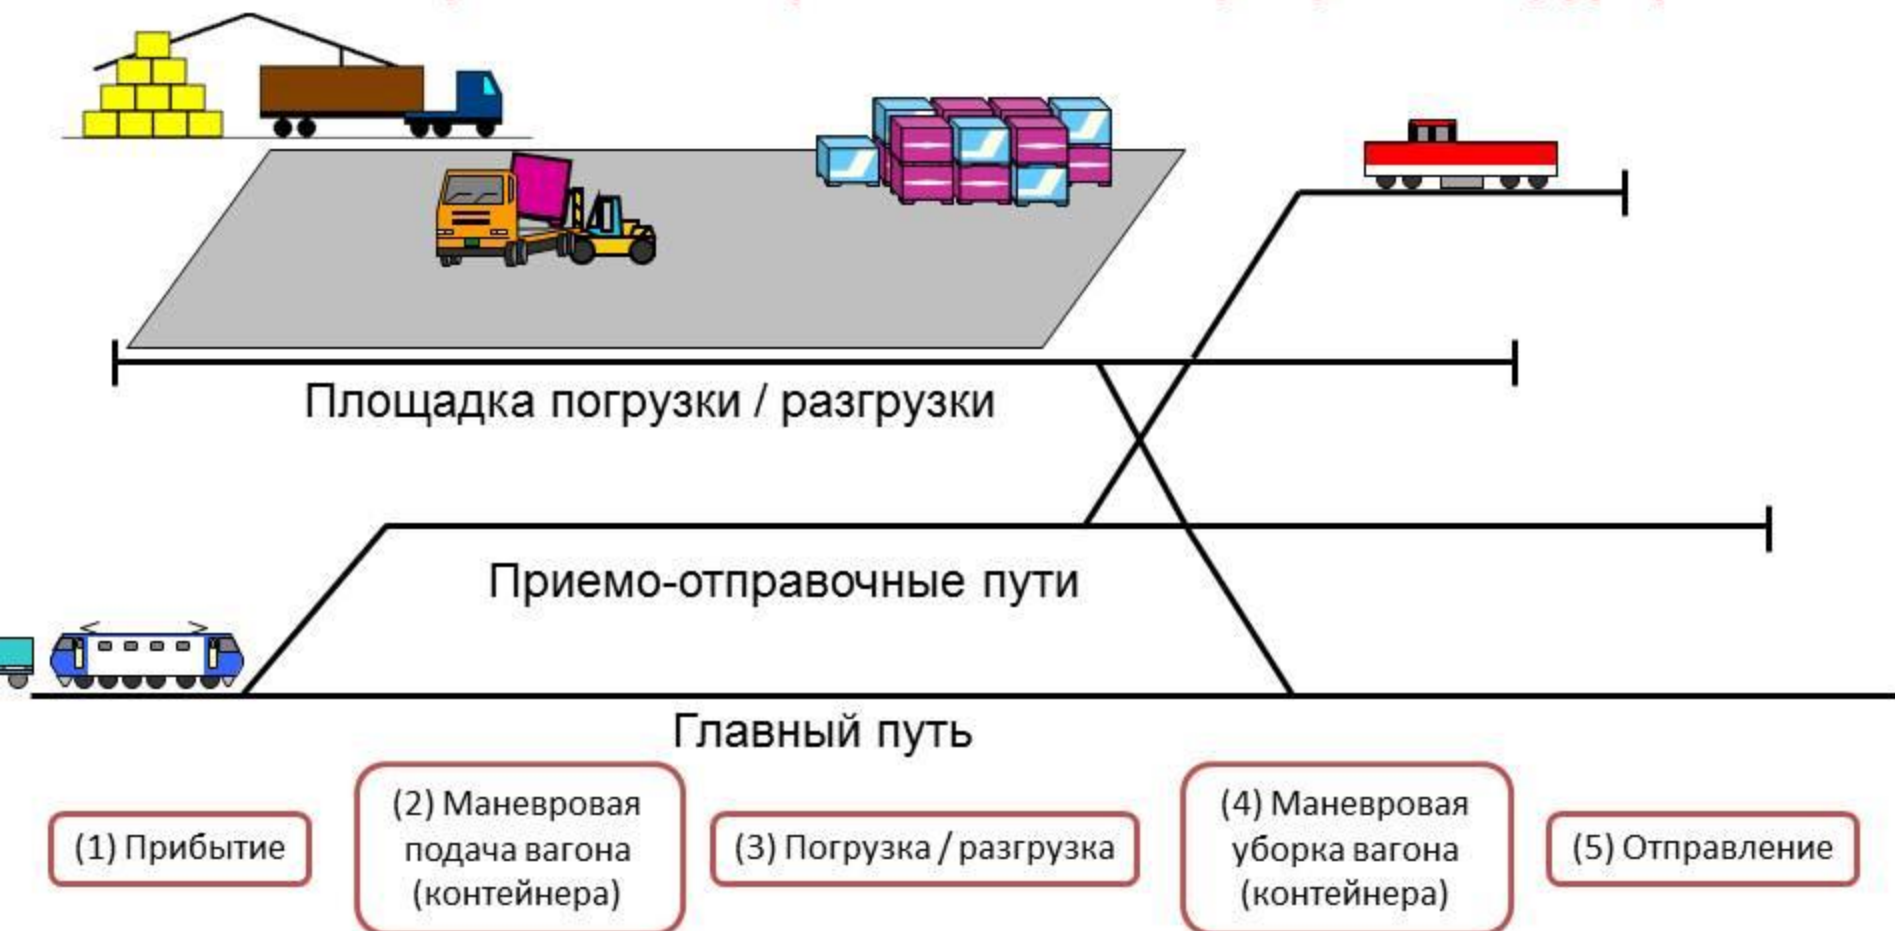 Площадка погрузки / разгрузки
Приемо-отправочные пути
Главный путь
(1) Прибытие
(2) Маневровая
подача вагона
(контейнера)
(3) Погрузка / разгрузка
(4) Маневровая
уборка вагона
(контейнера)
(5) Отправление